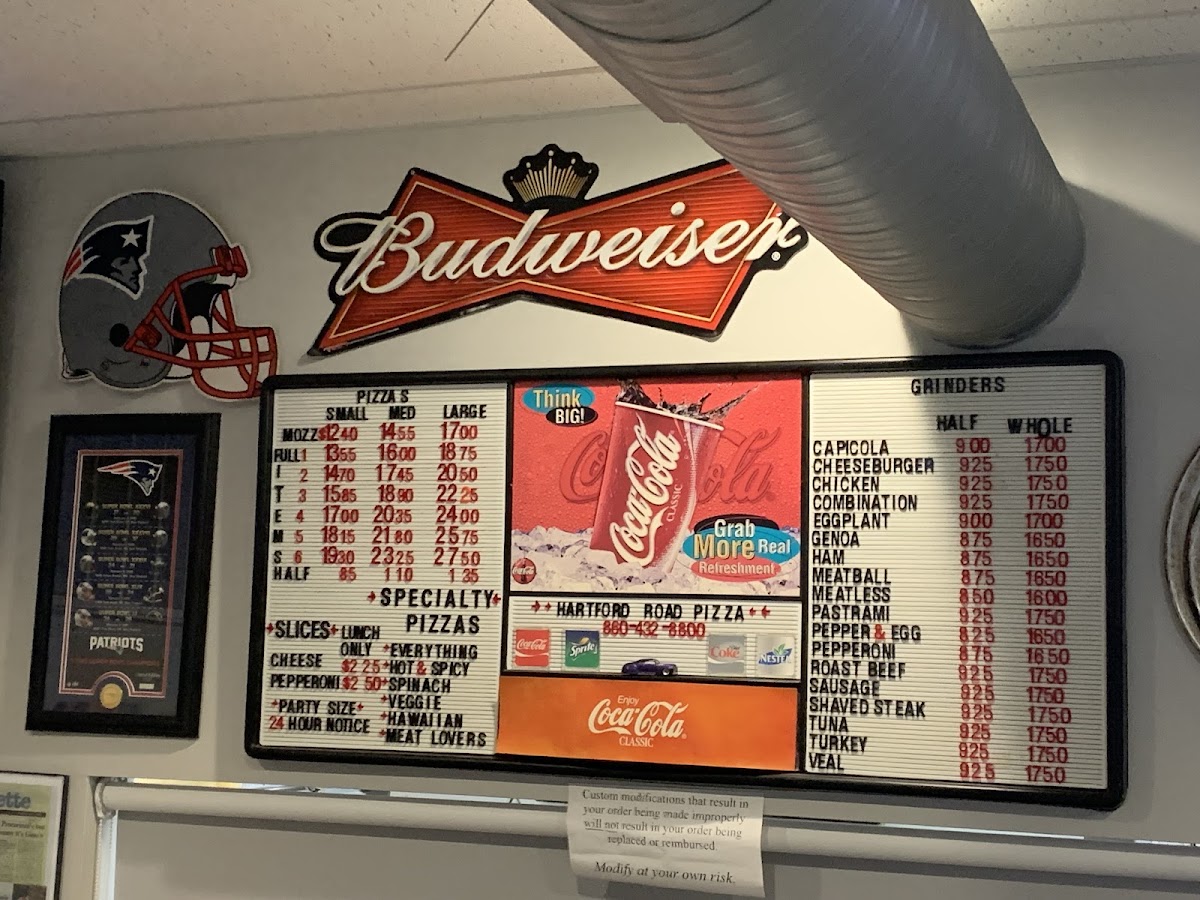 Budweiser®
PIZZAS
SMALL MED LARGE
MOZZ $12 40 14 55 17 00
FULL 1 13 55 16 00 18 75
I 2 14 70 17 45 20 50
T 3 15 85 18 90 22 25
E 4 17 00 20 35 24 00
M 5 18 15 21 80 25 75
S 6 19 30 23 25 27 50
HALF 85 1 10 1 35
SPECIALTY
PIZZAS
SLICES LUNCH
ONLY
CHEESE $2 25
PEPPERONI $2 50
PARTY SIZE
24 HOUR NOTICE
EVERYTHING
HOT & SPICY
SPINACH
VEGGIE
HAWAIIAN
MEAT LOVERS
Think
BIG!
Coca-Cola
CLASSIC
Grab
More Real
Refreshment
HARTFORD ROAD PIZZA
860-432-8800
Coca-Cola
Sprite
Coke
NESTEA
Enjoy
Coca-Cola
CLASSIC
GRINDERS
HALF WHOLE
CAPICOLA 9 00 17 00
CHEESEBURGER 9 25 17 50
CHICKEN 9 25 17 50
COMBINATION 9 25 17 50
EGGPLANT 9 00 17 00
GENOA 8 75 16 50
HAM 8 75 16 50
MEATBALL 8 75 16 50
MEATLESS 8 50 16 00
PASTRAMI 9 25 17 50
PEPPER & EGG 8 25 16 50
PEPPERONI 8 75 16 50
ROAST BEEF 9 25 17 50
SAUSAGE 9 25 17 50
SHAVED STEAK 9 25 17 50
TUNA 9 25 17 50
TURKEY 9 25 17 50
VEAL 9 25 17 50
PATRIOTS
Custom modifications that result in
your order being made improperly
will not result in your order being
replaced or reimbursed.
Modify at your own risk.